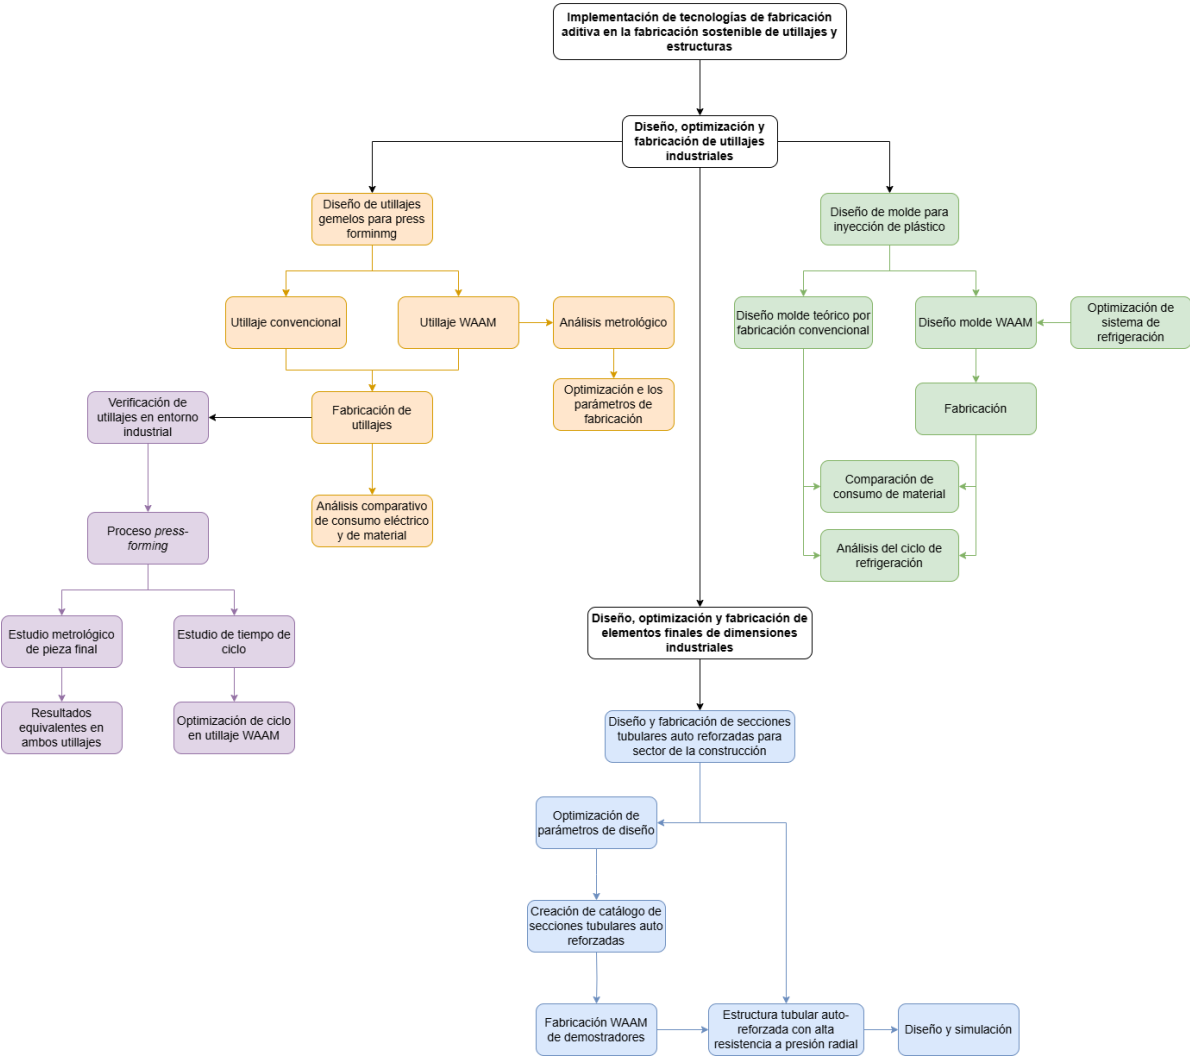 Implementación de tecnologías de fabricación
aditiva en la fabricación sostenible de utillajes y
estructuras
Diseño, optimización y
fabricación de utillajes
industriales
Diseño de utillajes
gemelos para press
forminmg
Diseño de molde para
inyección de plástico
Utillaje convencional
Utillaje WAAM
Análisis metrológico
Diseño molde teórico por
fabricación convencional
Diseño molde WAAM
Optimización de
sistema de
refrigeración
Optimización e los
parámetros de
fabricación
Verificación de
utillajes en entorno
industrial
Fabricación de
utillajes
Fabricación
Comparación de
consumo de material
Análisis comparativo
de consumo eléctrico
y de material
Proceso press-
forming
Análisis del ciclo de
refrigeración
Estudio metrológico
de pieza final
Estudio de tiempo de
ciclo
Diseño, optimización y fabricación de
elementos finales de dimensiones
industriales
Resultados
equivalentes en
ambos utillajes
Optimización de ciclo
en utillaje WAAM
Diseño y fabricación de secciones
tubulares auto reforzadas para
sector de la construcción
Optimización de
parámetros de diseño
Creación de catálogo de
secciones tubulares auto
reforzadas
Fabricación WAAM
de demostradores
Estructura tubular auto-
reforzada con alta
resistencia a presión radial
Diseño y simulación